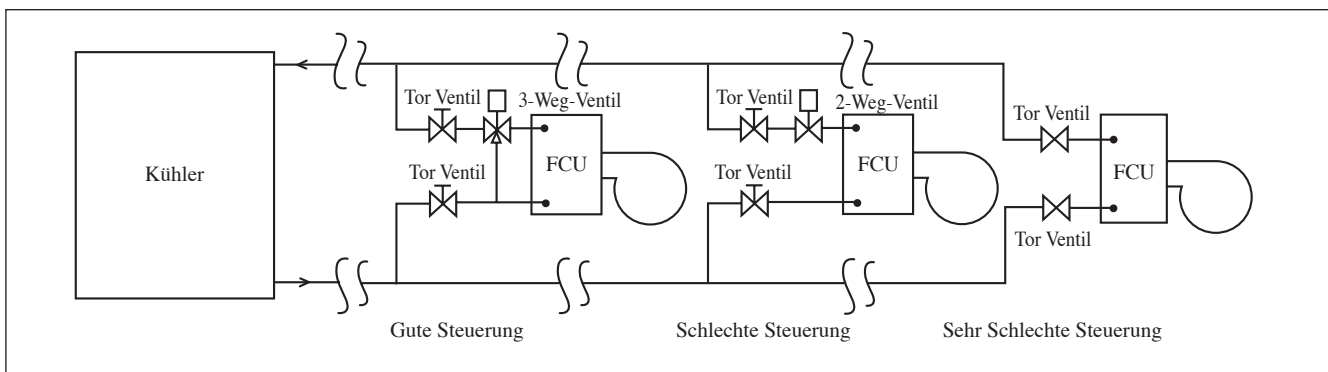 Tor Ventil
3-Weg-Ventil
Tor Ventil
2-Weg-Ventil
Tor Ventil
Kühler
FCU
FCU
FCU
Tor Ventil
Tor Ventil
Tor Ventil
Gute Steuerung
Schlechte Steuerung
Sehr Schlechte Steuerung